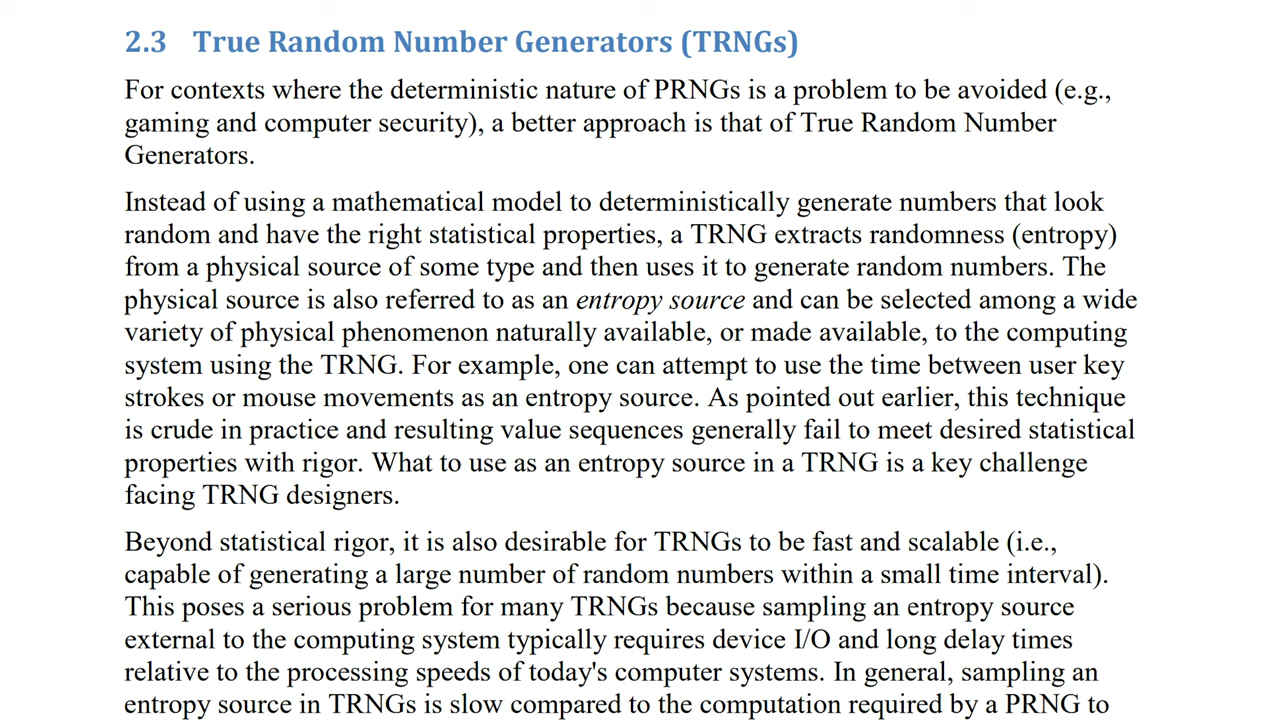 2.3 True Random Number Generators (TRNGs)
For contexts where the deterministic nature of PRNGs is a problem to be avoided (e.g.,
gaming and computer security), a better approach is that of True Random Number
Generators.
Instead of using a mathematical model to deterministically generate numbers that look
random and have the right statistical properties, a TRNG extracts randomness (entropy)
from a physical source of some type and then uses it to generate random numbers. The
physical source is also referred to as an entropy source and can be selected among a wide
variety of physical phenomenon naturally available, or made available, to the computing
system using the TRNG. For example, one can attempt to use the time between user key
strokes or mouse movements as an entropy source. As pointed out earlier, this technique
is crude in practice and resulting value sequences generally fail to meet desired statistical
properties with rigor. What to use as an entropy source in a TRNG is a key challenge
facing TRNG designers.
Beyond statistical rigor, it is also desirable for TRNGs to be fast and scalable (i.e.,
capable of generating a large number of random numbers within a small time interval).
This poses a serious problem for many TRNGs because sampling an entropy source
external to the computing system typically requires device I/O and long delay times
relative to the processing speeds of today's computer systems. In general, sampling an
entropy source in TRNGs is slow compared to the computation required by a PRNG to